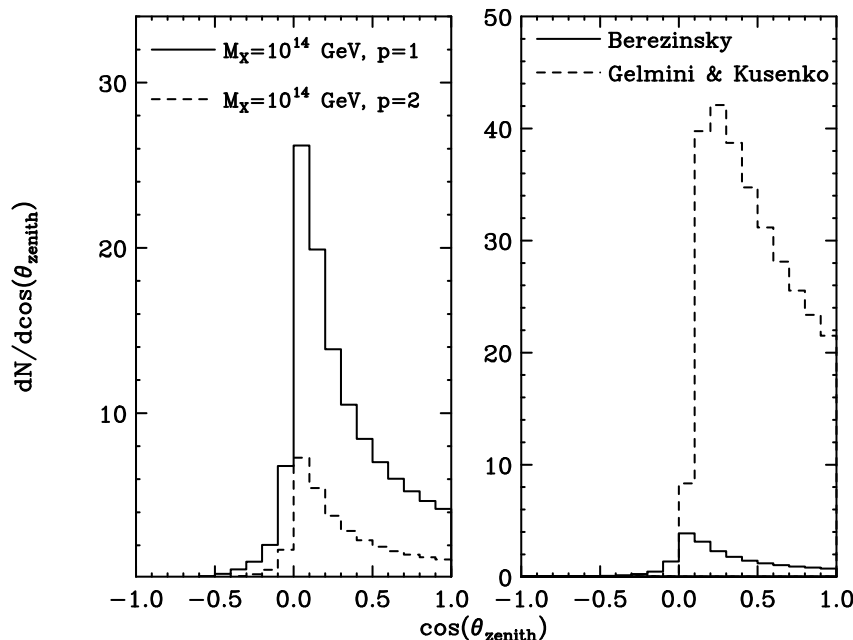 M_X=10^14 GeV, p=1
M_X=10^14 GeV, p=2
30
20
10
dN/dcos(θ_zenith)
−1.0 −0.5 0.0 0.5 1.0
Berezinsky
Gelmini & Kusenko
50
40
30
20
10
0
−1.0 −0.5 0.0 0.5 1.0
cos(θ_zenith)